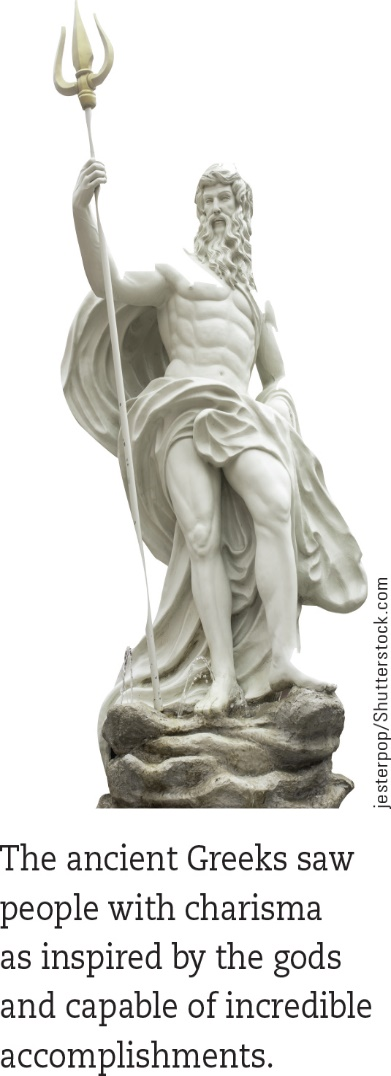 jesterpop/Shutterstock.com
The ancient Greeks saw
people with charisma
as inspired by the gods
and capable of incredible
accomplishments.